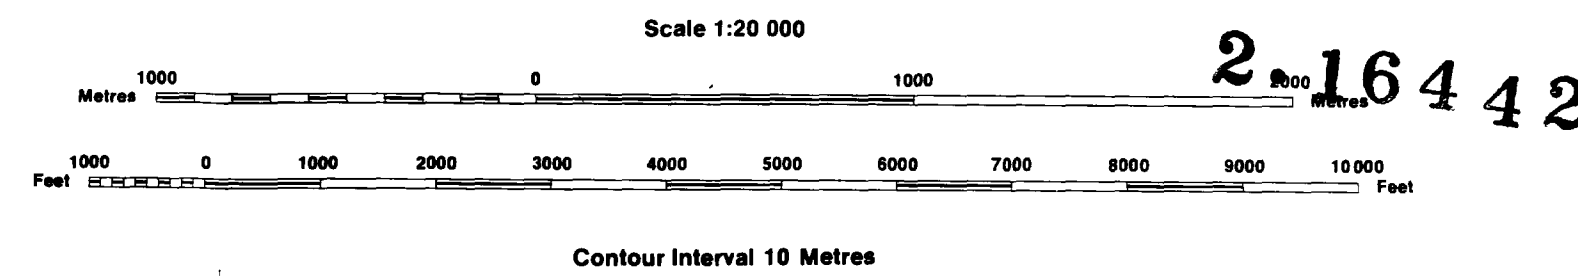 Scale 1:20 000
2.16442
1000 0 1000 2000
Metres Metres
1000 0 1000 2000 3000 4000 5000 6000 7000 8000 9000 10 000
Feet Feet
Contour Interval 10 Metres